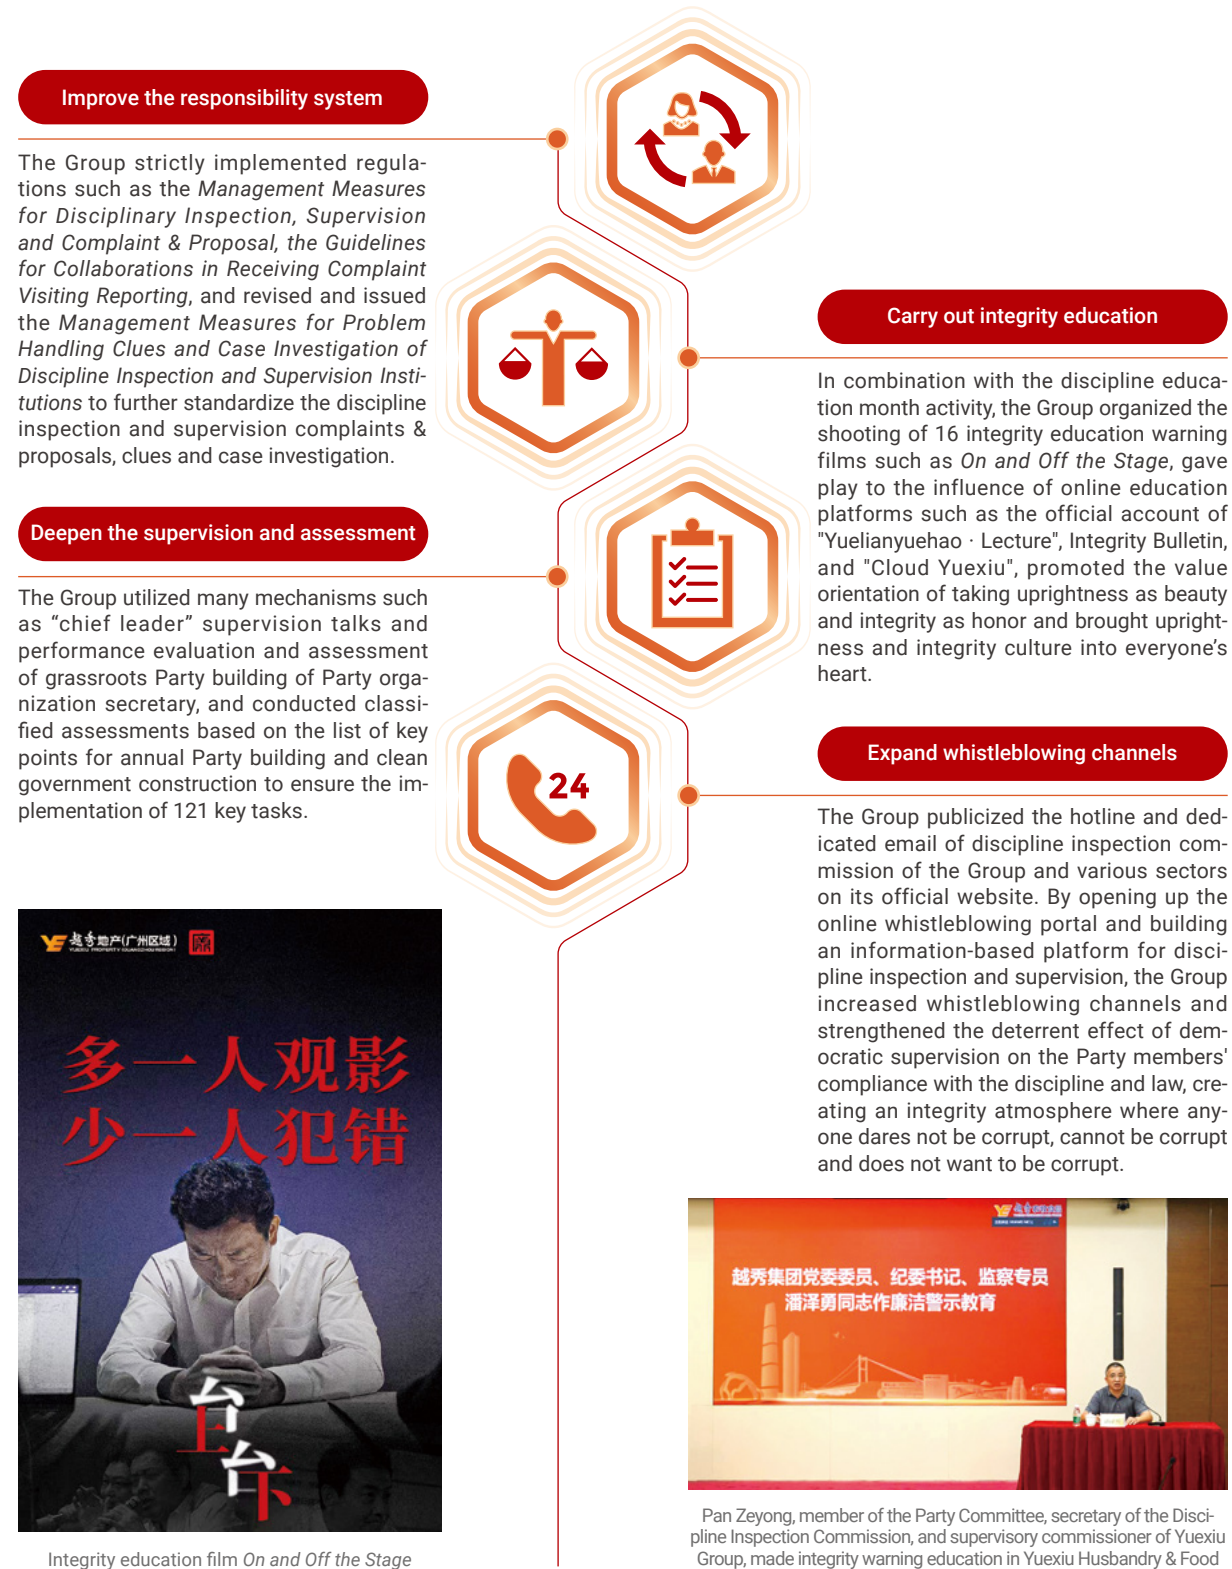 Improve the responsibility system
The Group strictly implemented regula-
tions such as the Management Measures
for Disciplinary Inspection, Supervision
and Complaint & Proposal, the Guidelines
for Collaborations in Receiving Complaint
Visiting Reporting, and revised and issued
the Management Measures for Problem
Handling Clues and Case Investigation of
Discipline Inspection and Supervision Insti-
tutions to further standardize the discipline
inspection and supervision complaints &
proposals, clues and case investigation.
Carry out integrity education
In combination with the discipline educa-
tion month activity, the Group organized the
shooting of 16 integrity education warning
films such as On and Off the Stage, gave
play to the influence of online education
platforms such as the official account of
"Yuelianyuehao · Lecture", Integrity Bulletin,
and "Cloud Yuexiu", promoted the value
orientation of taking uprightness as beauty
and integrity as honor and brought upright-
ness and integrity culture into everyone's
heart.
Deepen the supervision and assessment
The Group utilized many mechanisms such
as “chief leader” supervision talks and
performance evaluation and assessment
of grassroots Party building of Party orga-
nization secretary, and conducted classi-
fied assessments based on the list of key
points for annual Party building and clean
government construction to ensure the im-
plementation of 121 key tasks.
24
Expand whistleblowing channels
The Group publicized the hotline and ded-
icated email of discipline inspection com-
mission of the Group and various sectors
on its official website. By opening up the
online whistleblowing portal and building
an information-based platform for disci-
pline inspection and supervision, the Group
increased whistleblowing channels and
strengthened the deterrent effect of dem-
ocratic supervision on the Party members'
compliance with the discipline and law, cre-
ating an integrity atmosphere where any-
one dares not be corrupt, cannot be corrupt
and does not want to be corrupt.
越秀地产(广州区域)
YUEXIU PROPERTY (GUANGZHOU REGION)
多一人观影
少一人犯错
台上
台下
Integrity education film On and Off the Stage
越秀集团党委委员、纪委书记、监察专员
潘泽勇同志作廉洁警示教育
Pan Zeyong, member of the Party Committee, secretary of the Disci-
pline Inspection Commission, and supervisory commissioner of Yuexiu
Group, made integrity warning education in Yuexiu Husbandry & Food